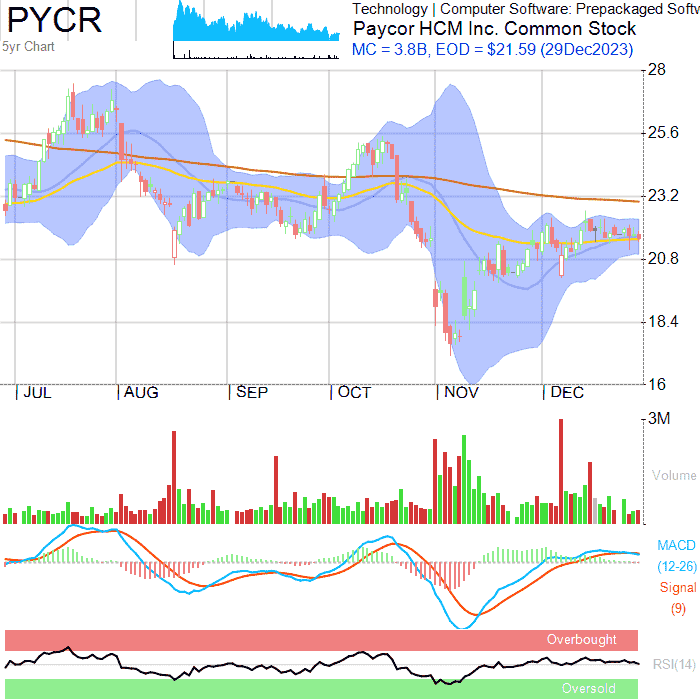 PYCR
5yr Chart
Technology | Computer Software: Prepackaged Softw
Paycor HCM Inc. Common Stock
MC = 3.8B, EOD = $21.59 (29Dec2023)
28
25.6
23.2
20.8
18.4
16
JUL AUG SEP OCT NOV DEC
3M
Volume
MACD
(12-26)
Signal
(9)
Overbought
RSI(14)
Oversold